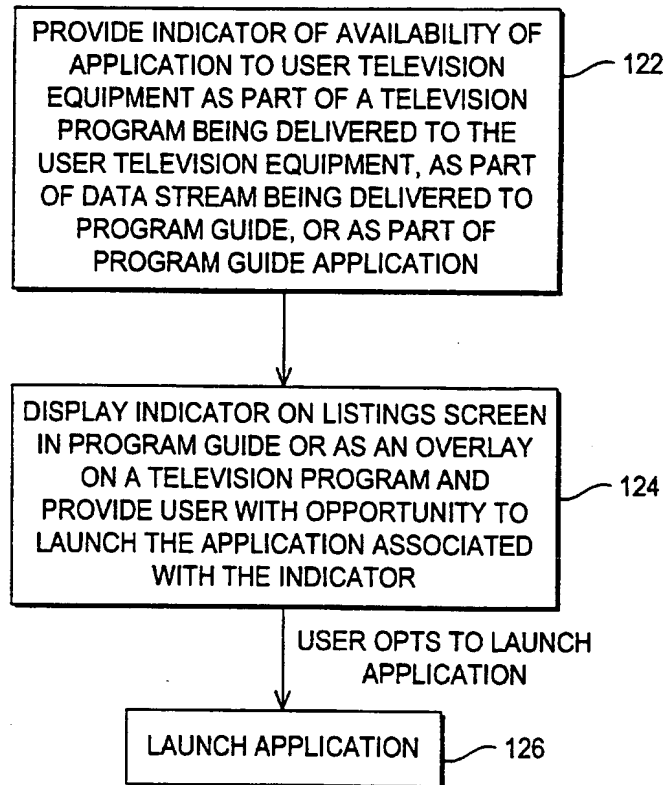 PROVIDE INDICATOR OF AVAILABILITY OF
APPLICATION TO USER TELEVISION
EQUIPMENT AS PART OF A TELEVISION
PROGRAM BEING DELIVERED TO THE
USER TELEVISION EQUIPMENT, AS PART
OF DATA STREAM BEING DELIVERED TO
PROGRAM GUIDE, OR AS PART OF
PROGRAM GUIDE APPLICATION
122
DISPLAY INDICATOR ON LISTINGS SCREEN
IN PROGRAM GUIDE OR AS AN OVERLAY
ON A TELEVISION PROGRAM AND
PROVIDE USER WITH OPPORTUNITY TO
LAUNCH THE APPLICATION ASSOCIATED
WITH THE INDICATOR
124
USER OPTS TO LAUNCH
APPLICATION
LAUNCH APPLICATION
126